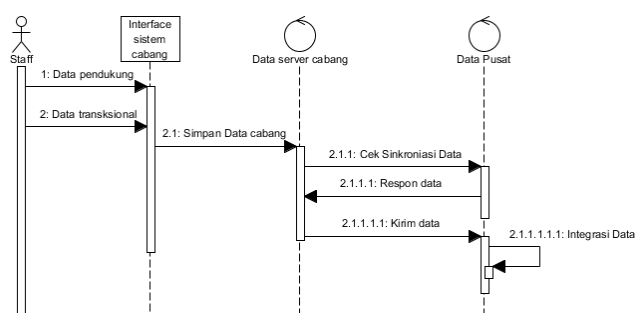 Interface
sistem
cabang
Staff
Data server cabang
Data Pusat
1: Data pendukung
2: Data transksional
2.1: Simpan Data cabang
2.1.1: Cek Sinkroniasi Data
2.1.1.1: Respon data
2.1.1.1.1: Kirim data
2.1.1.1.1.1: Integrasi Data